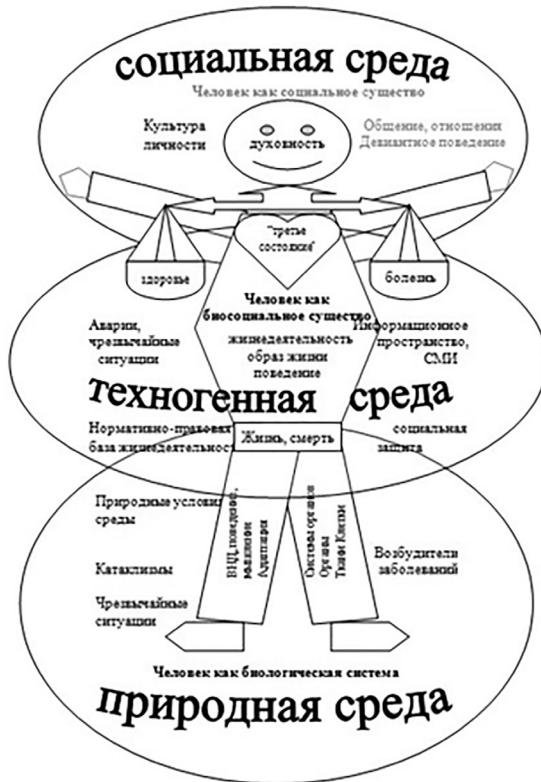 социальная среда
Человек как социальное существо
Культура
личности
духовность
Общение, отношения
Девиантное поведение
"третье
состояние"
здоровье
болезнь
Человек как
биосоциальное существо
Аварии,
чрезвычайные
ситуации
жизнедеятельность
образ жизни
поведение
Информационное
пространство,
СМИ
техногенная среда
Нормативно-правовая
база жизнедеятельност
Жизнь, смерть
социальная
защита
Природные услови
среды
Катаклизмы
Чрезвычайные
ситуации
ВНД, поведение,
Адаптация
Системы органов
Органы
Ткани Клетки
Возбудители
заболеваний
Человек как биологическая система
природная среда